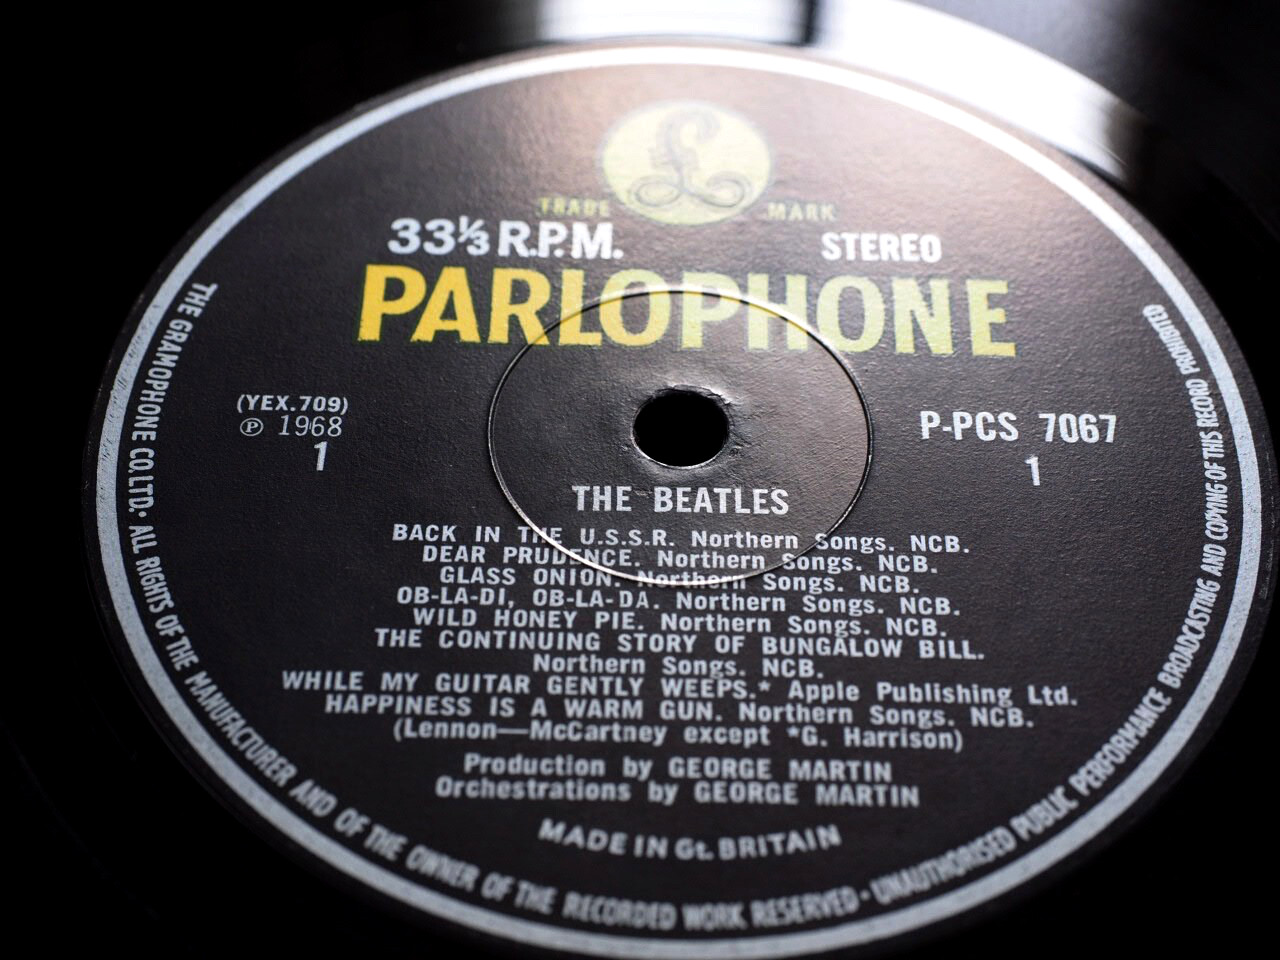 £
TRADE MARK
33⅓ R.P.M. STEREO
PARLOPHONE
(YEX.709)
℗ 1968
1
P-PCS 7067
1
THE BEATLES
BACK IN THE U.S.S.R. Northern Songs. NCB.
DEAR PRUDENCE. Northern Songs. NCB.
GLASS ONION. Northern Songs. NCB.
OB-LA-DI, OB-LA-DA. Northern Songs. NCB.
WILD HONEY PIE. Northern Songs. NCB.
THE CONTINUING STORY OF BUNGALOW BILL.
Northern Songs. NCB.
WHILE MY GUITAR GENTLY WEEPS.* Apple Publishing Ltd.
HAPPINESS IS A WARM GUN. Northern Songs. NCB.
(Lennon—McCartney except *G. Harrison)
Production by GEORGE MARTIN
Orchestrations by GEORGE MARTIN
MADE IN Gt. BRITAIN
THE GRAMOPHONE CO. LTD. • ALL RIGHTS OF THE MANUFACTURER AND OF THE OWNER OF THE RECORDED WORK RESERVED • UNAUTHORISED PUBLIC PERFORMANCE BROADCASTING AND COPYING OF THIS RECORD PROHIBITED